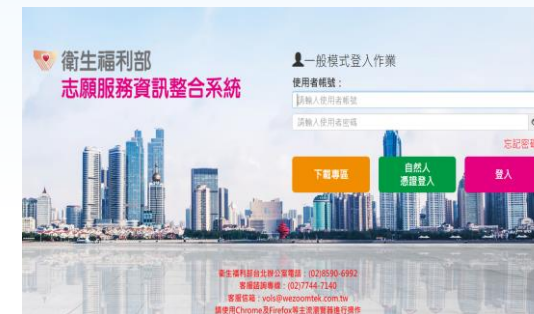 衛生福利部
志願服務資訊整合系統
一般模式登入作業
使用者帳號：
請輸入使用者帳號
請輸入使用者密碼
忘記密碼
下載專區
自然人
憑證登入
登入
衛生福利部台北辦公室電話：(02)8590-6992
客服諮詢專線：(02)7744-7140
客服信箱：vols@wezoomtek.com.tw
請使用Chrome及Firefox等主流瀏覽器進行操作